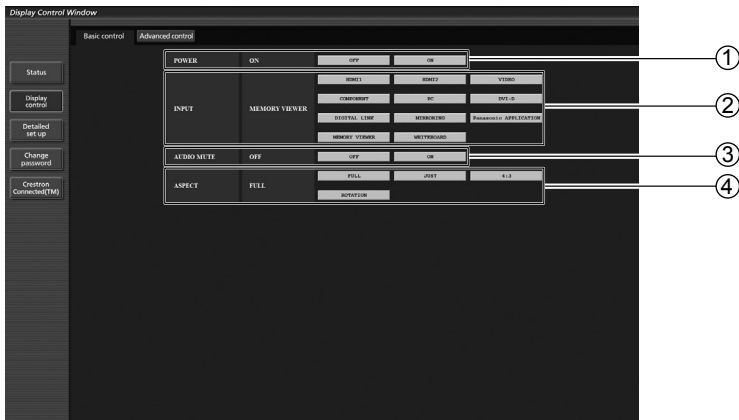 Display Control Window
Basic control Advanced control
Status
Display
control
Detailed
set up
Change
password
Crestron
Connected(TM)
POWER ON OFF ON
①
INPUT MEMORY VIEWER
HDMI1 HDMI2 VIDEO
COMPONENT PC DVI-D
DIGITAL LINK MIRRORING Panasonic APPLICATION
MEMORY VIEWER WHITEBOARD
②
AUDIO MUTE OFF OFF ON
③
ASPECT FULL
FULL JUST 4:3
ROTATION
④